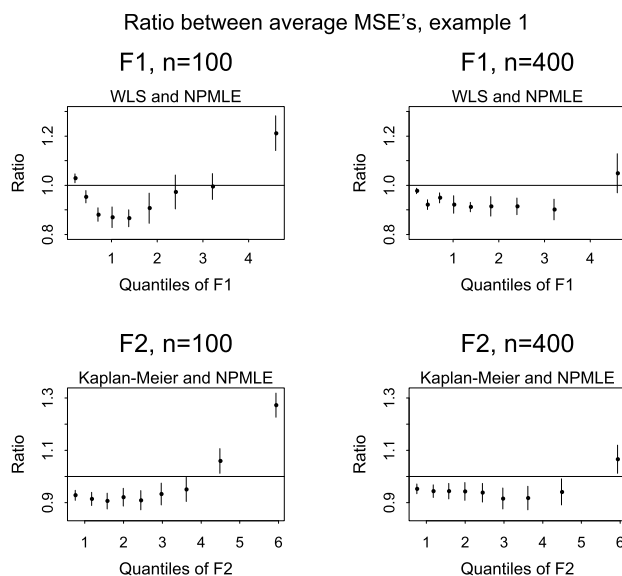 Ratio between average MSE's, example 1
F1, n=100
WLS and NPMLE
Ratio
0.8 1.0 1.2
1 2 3 4
Quantiles of F1
F1, n=400
WLS and NPMLE
Ratio
0.8 1.0 1.2
1 2 3 4
Quantiles of F1
F2, n=100
Kaplan-Meier and NPMLE
Ratio
0.9 1.1 1.3
1 2 3 4 5 6
Quantiles of F2
F2, n=400
Kaplan-Meier and NPMLE
Ratio
0.9 1.1 1.3
1 2 3 4 5 6
Quantiles of F2